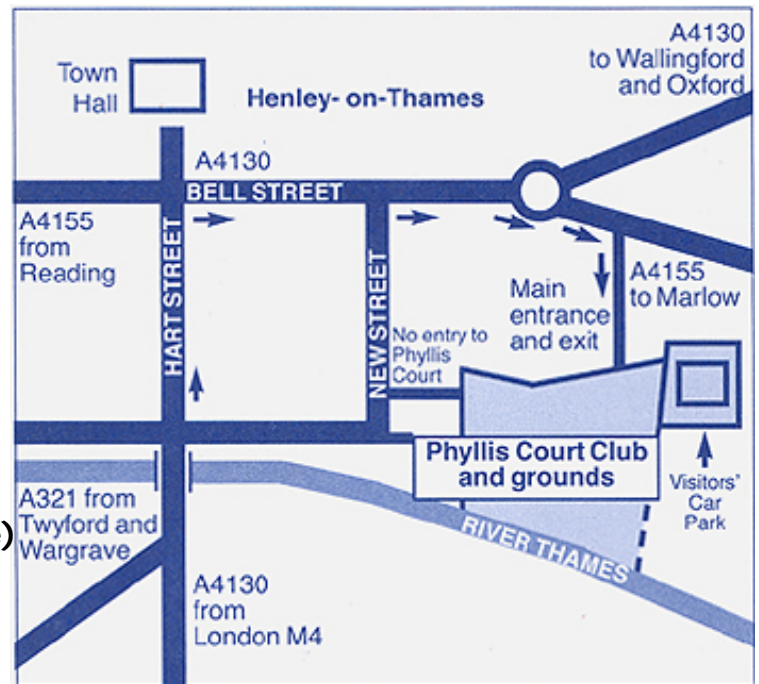 A4130
to Wallingford
and Oxford
Town
Hall
Henley- on-Thames
A4130
BELL STREET
A4155
from
Reading
HART STREET
NEW STREET
A4155
to Marlow
Main
entrance
and exit
No entry to
Phyllis
Court
Phyllis Court Club
and grounds
Visitors'
Car
Park
A321 from
Twyford and
Wargrave
)
RIVER THAMES
A4130
from
London M4